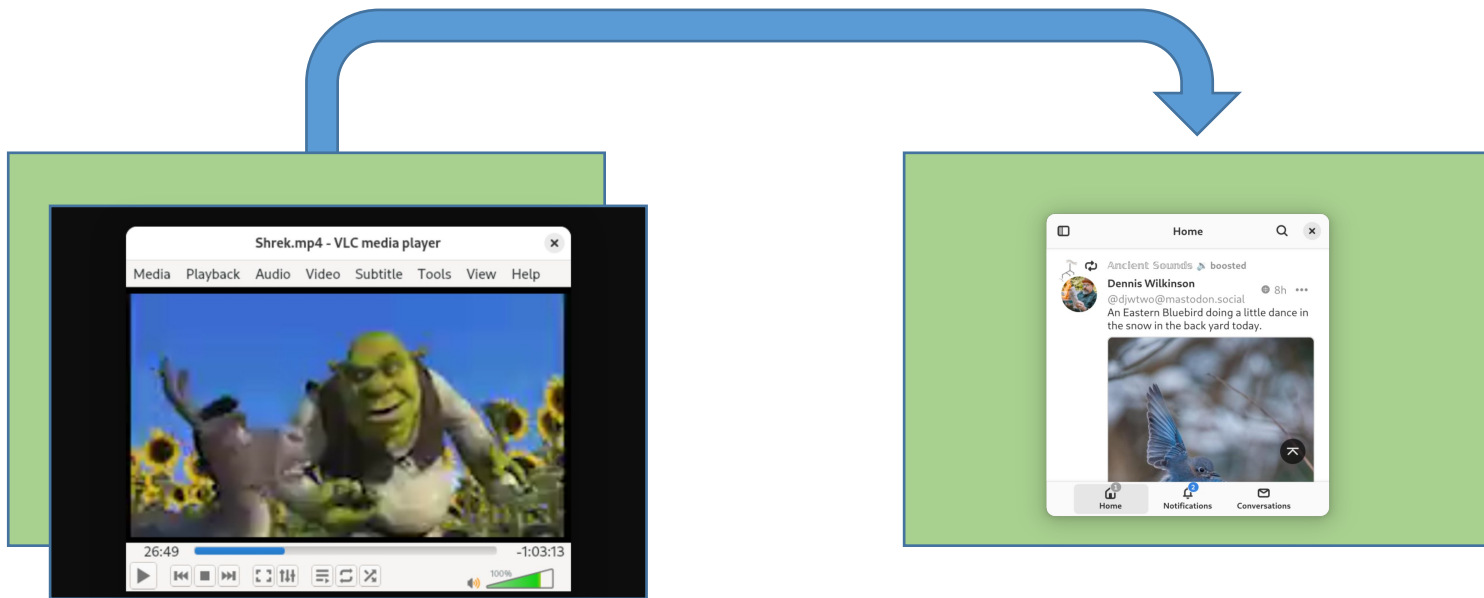 Shrek.mp4 - VLC media player
Media Playback Audio Video Subtitle Tools View Help
26:49 -1:03:13
100%
Home
Ancient Sounds boosted
Dennis Wilkinson
8h
@djwtwo@mastodon.social
An Eastern Bluebird doing a little dance in
the snow in the back yard today.
1 2
Home Notifications Conversations